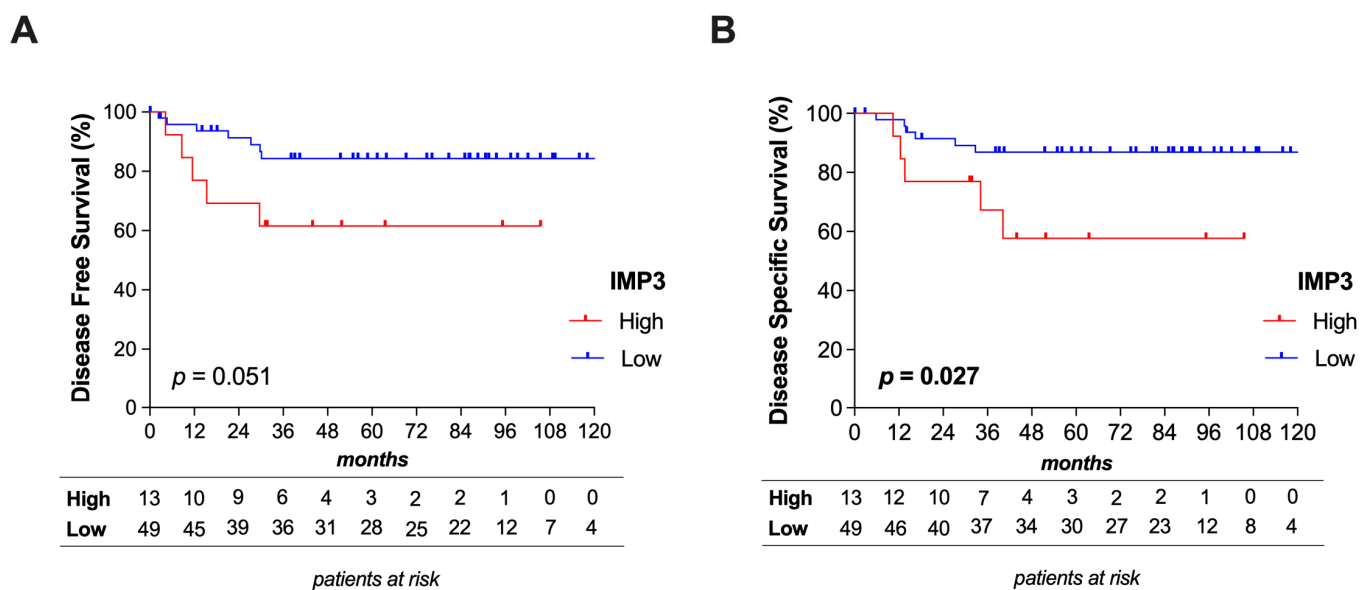 A
Disease Free Survival (%)
100
80
60
40
20
0
p = 0.051
IMP3
High
Low
0 12 24 36 48 60 72 84 96 108 120
months
High 13 10 9 6 4 3 2 2 1 0 0
Low 49 45 39 36 31 28 25 22 12 7 4
patients at risk
B
Disease Specific Survival (%)
100
80
60
40
20
0
p = 0.027
IMP3
High
Low
0 12 24 36 48 60 72 84 96 108 120
months
High 13 12 10 7 4 3 2 2 1 0 0
Low 49 46 40 37 34 30 27 23 12 8 4
patients at risk